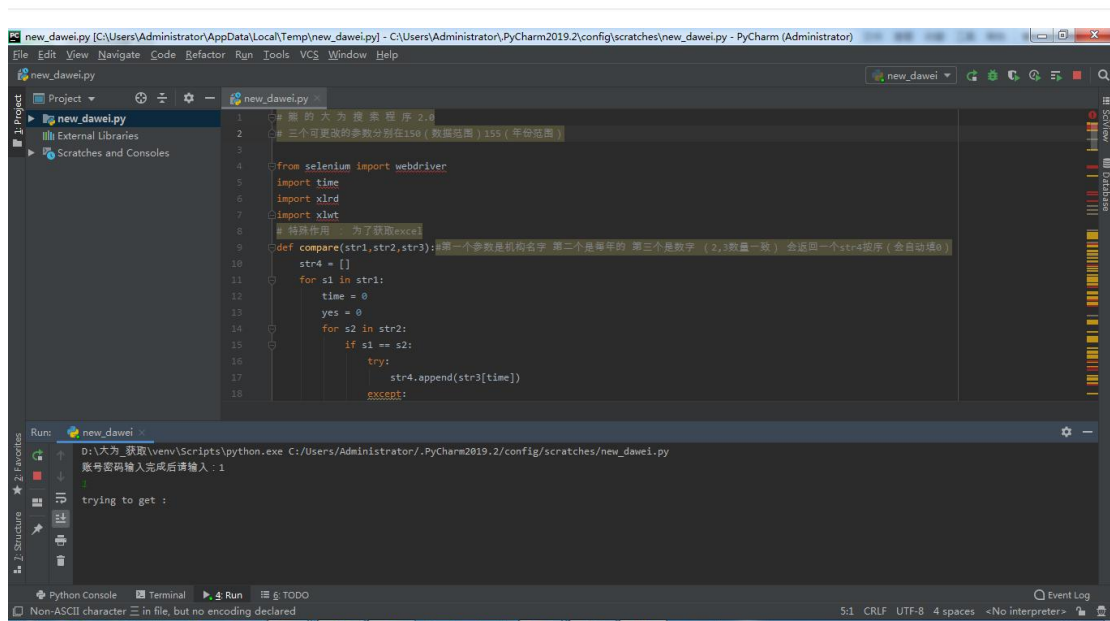 new_dawei.py [C:\Users\Administrator\AppData\Local\Temp\new_dawei.py] - C:\Users\Administrator\.PyCharm2019.2\config\scratches\new_dawei.py - PyCharm (Administrator)
File Edit View Navigate Code Refactor Run Tools VCS Window Help
new_dawei.py
new_dawei
1: Project
Project
new_dawei.py
External Libraries
Scratches and Consoles
new_dawei.py
1 # 鹏 的 大 为 搜 索 程 序 2.0
2 # 三个可更改的参数分别在150（数据范围）155（年份范围）
3
4 from selenium import webdriver
5 import time
6 import xlrd
7 import xlwt
8 # 特殊作用 ： 为了获取excel
9 def compare(str1,str2,str3):#第一个参数是机构名字 第二个是每年的 第三个是数字 （2,3数量一致） 会返回一个str4按序（会自动填0）
10 str4 = []
11 for s1 in str1:
12 time = 0
13 yes = 0
14 for s2 in str2:
15 if s1 == s2:
16 try:
17 str4.append(str3[time])
18 except:
SciView
Database
Run: new_dawei
D:\大为_获取\venv\Scripts\python.exe C:/Users/Administrator/.PyCharm2019.2/config/scratches/new_dawei.py
账号密码输入完成后请输入：1
1
trying to get :
2: Favorites
7: Structure
Python Console Terminal 4: Run 6: TODO Event Log
Non-ASCII character 三 in file, but no encoding declared
5:1 CRLF UTF-8 4 spaces <No interpreter>